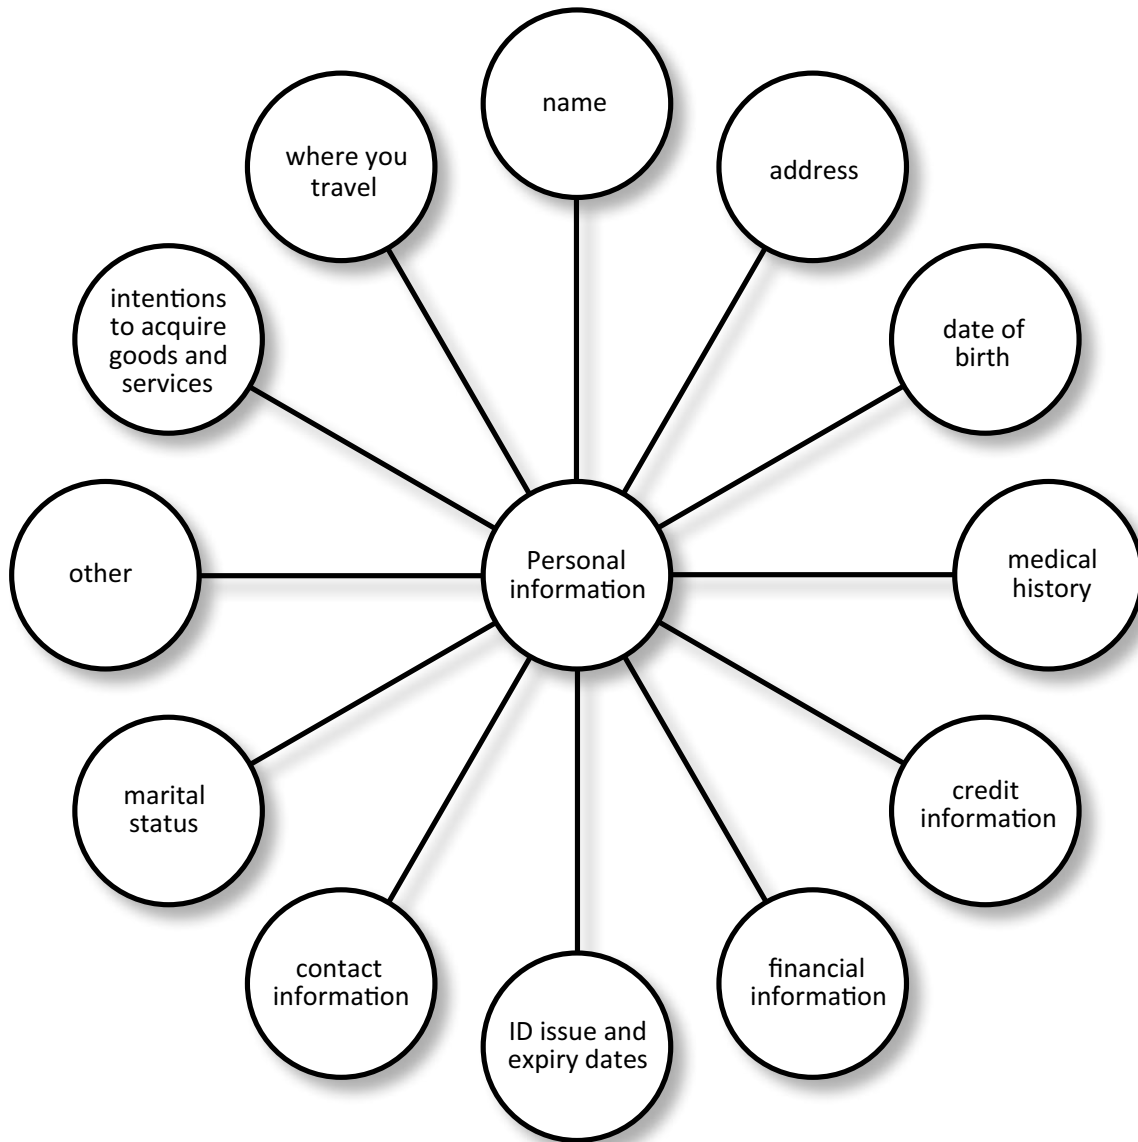 name
where you
travel
address
intentions
to acquire
goods and
services
date of
birth
other
Personal
information
medical
history
marital
status
credit
information
contact
information
financial
information
ID issue and
expiry dates